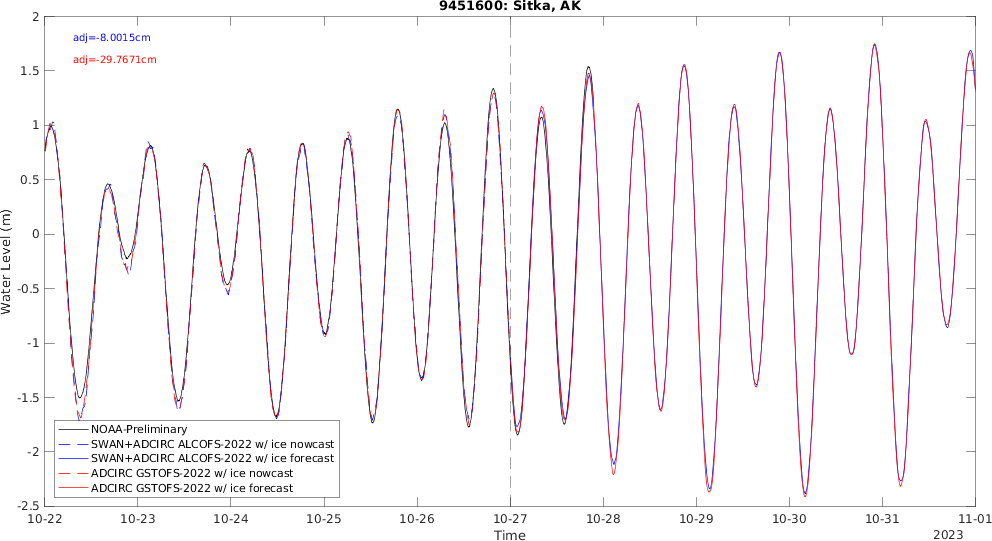 9451600: Sitka, AK
adj=-8.0015cm
adj=-29.7671cm
2
1.5
1
0.5
0
-0.5
-1
-1.5
-2
-2.5
Water Level (m)
NOAA-Preliminary
SWAN+ADCIRC ALCOFS-2022 w/ ice nowcast
SWAN+ADCIRC ALCOFS-2022 w/ ice forecast
ADCIRC GSTOFS-2022 w/ ice nowcast
ADCIRC GSTOFS-2022 w/ ice forecast
10-22 10-23 10-24 10-25 10-26 10-27 10-28 10-29 10-30 10-31 11-01
Time
2023